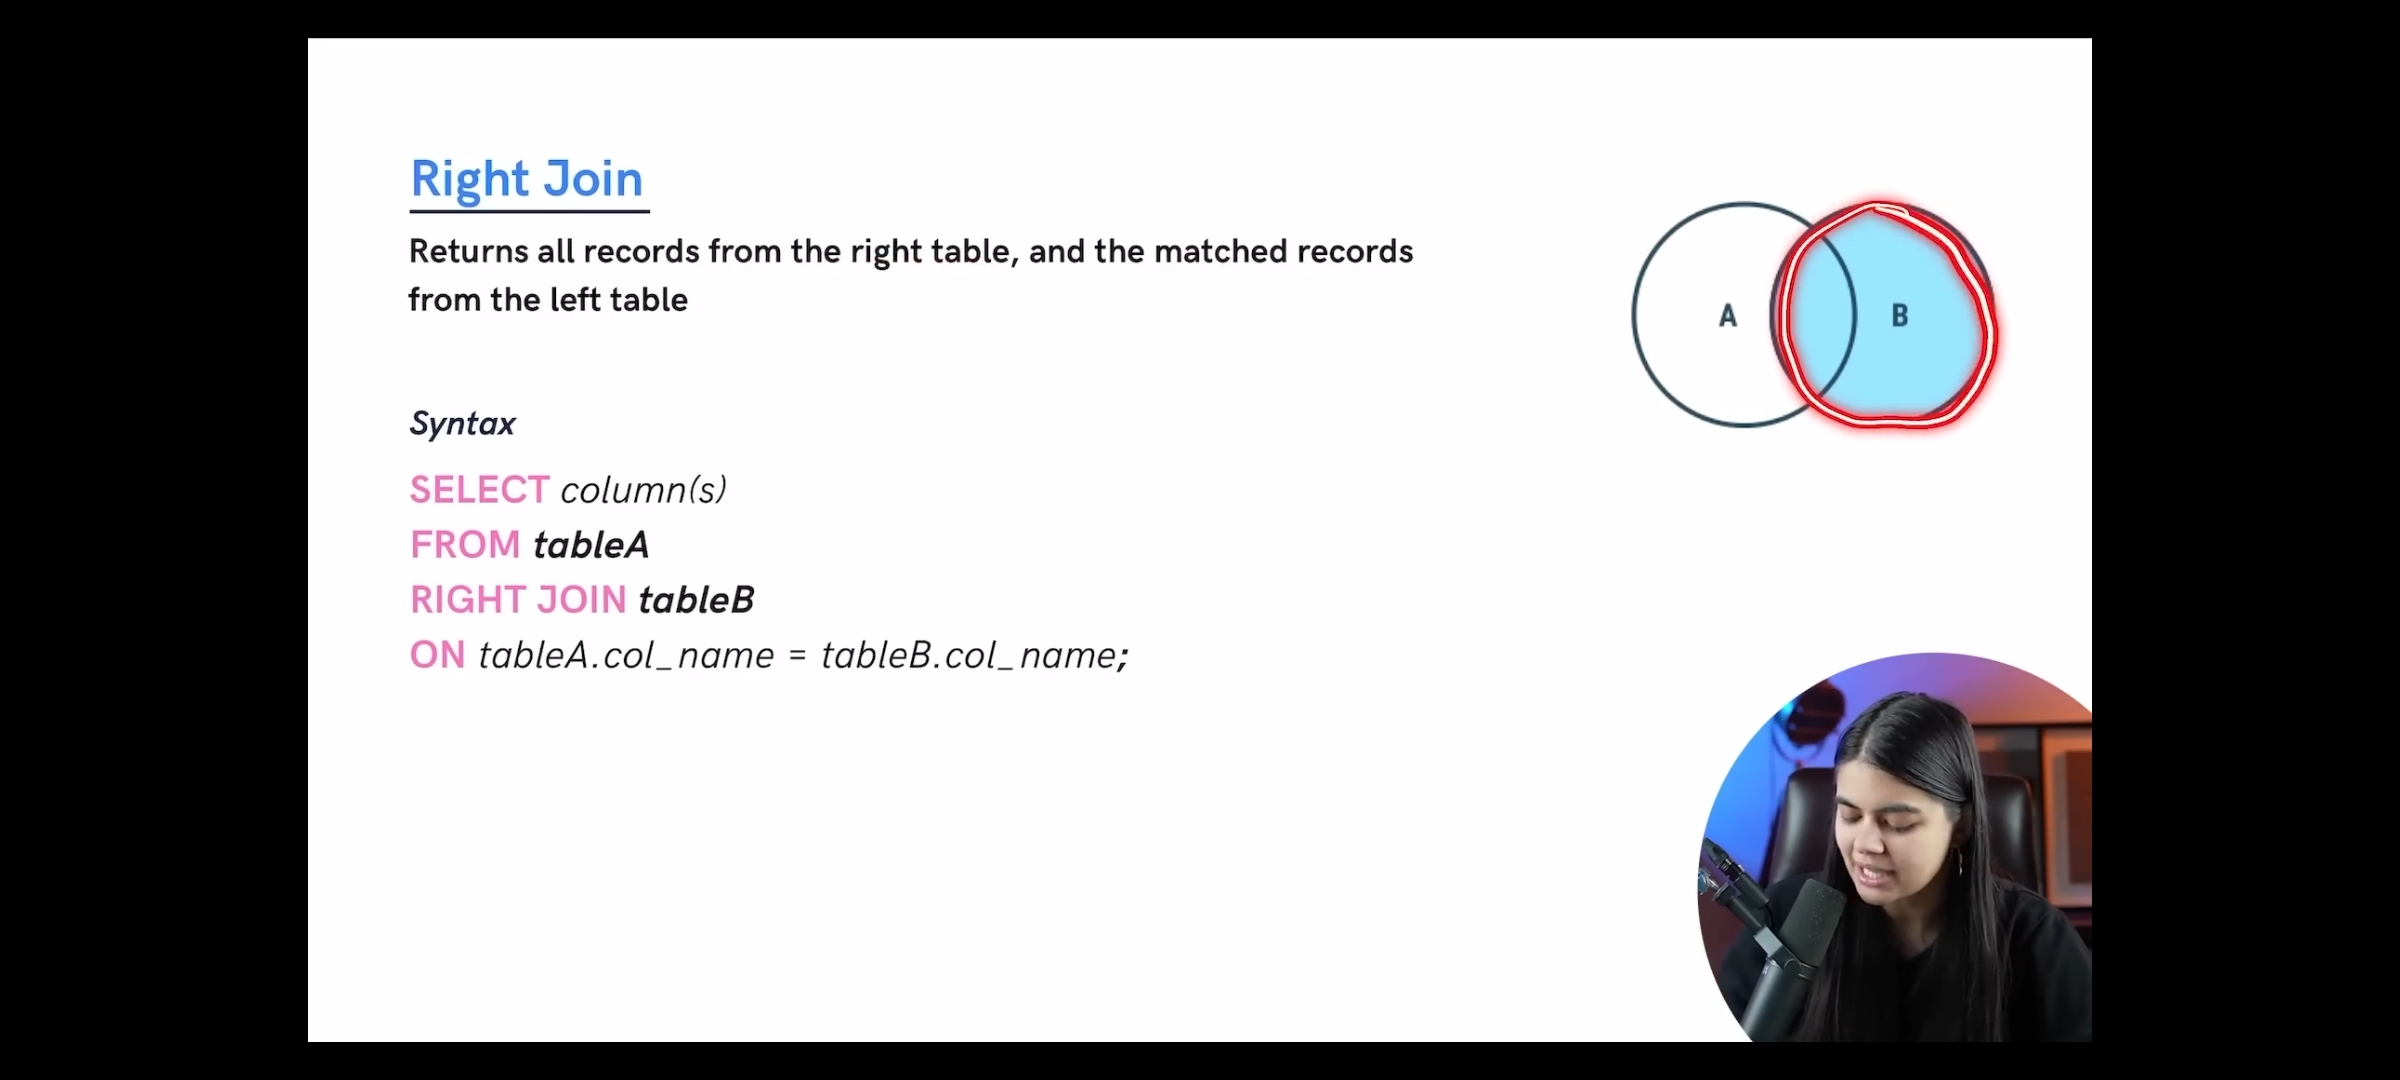 Right Join
Returns all records from the right table, and the matched records
from the left table
A
B
Syntax
SELECT column(s)
FROM tableA
RIGHT JOIN tableB
ON tableA.col_name = tableB.col_name;